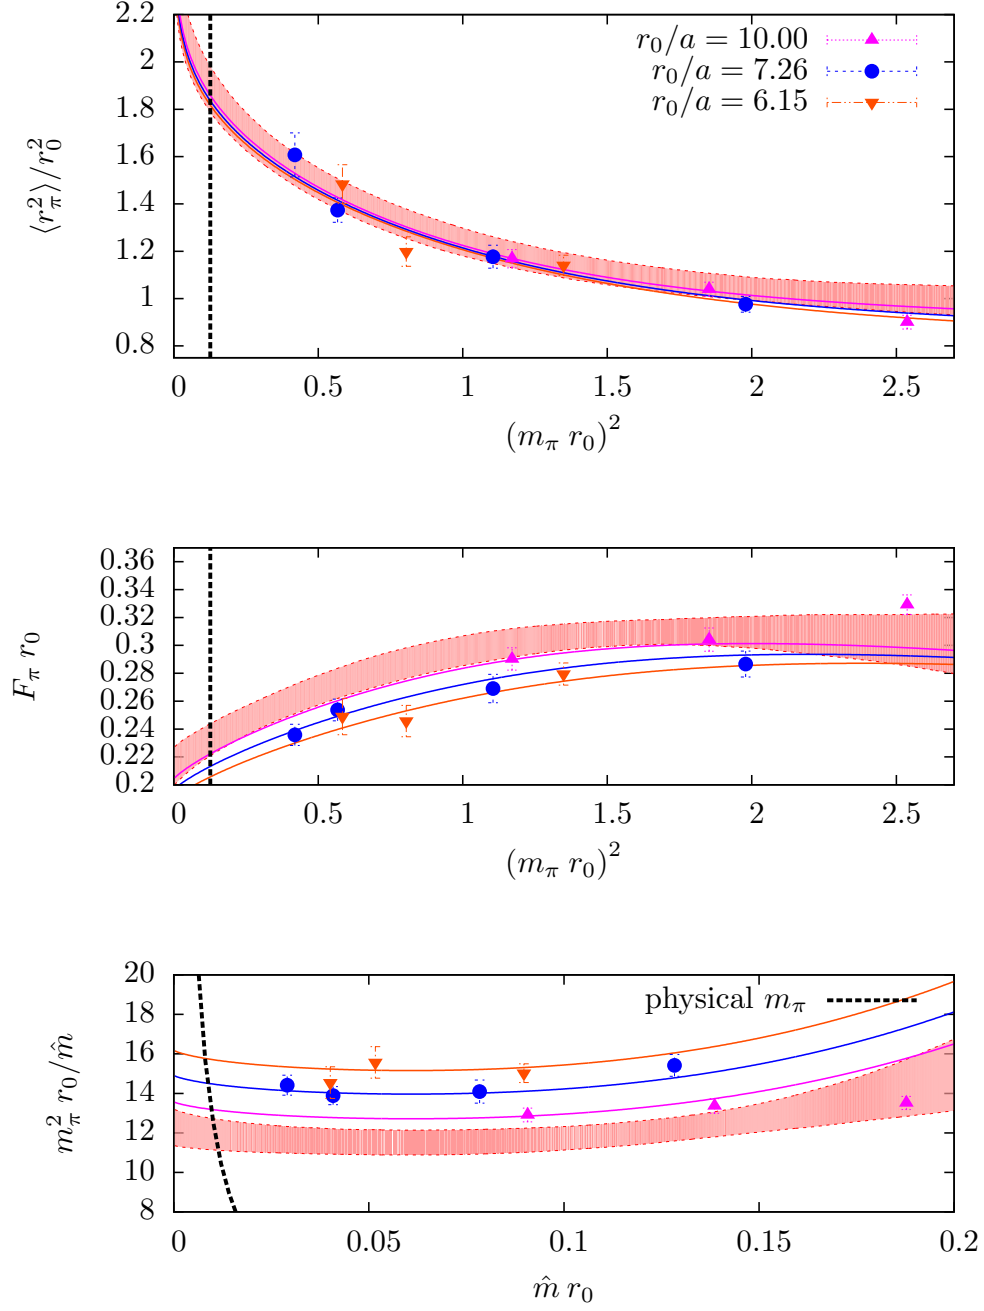 2.2
2
1.8
1.6
1.4
1.2
1
0.8
⟨r_π^2⟩/r_0^2
r_0/a = 10.00
r_0/a = 7.26
r_0/a = 6.15
0 0.5 1 1.5 2 2.5
(m_π r_0)^2
0.36
0.34
0.32
0.3
0.28
0.26
0.24
0.22
0.2
F_π r_0
0 0.5 1 1.5 2 2.5
(m_π r_0)^2
20
18
16
14
12
10
8
m_π^2 r_0/m̂
physical m_π
0 0.05 0.1 0.15 0.2
m̂ r_0